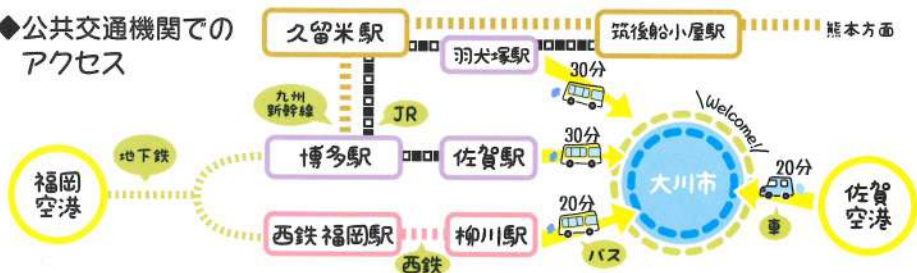 ◆公共交通機関での
アクセス
久留米駅
筑後船小屋駅
熊本方面
羽犬塚駅
30分
九州
新幹線
JR
\Welcome!/
地下鉄
博多駅
佐賀駅
30分
大川市
20分
福岡
空港
佐賀
空港
車
西鉄福岡駅
柳川駅
20分
西鉄
バス